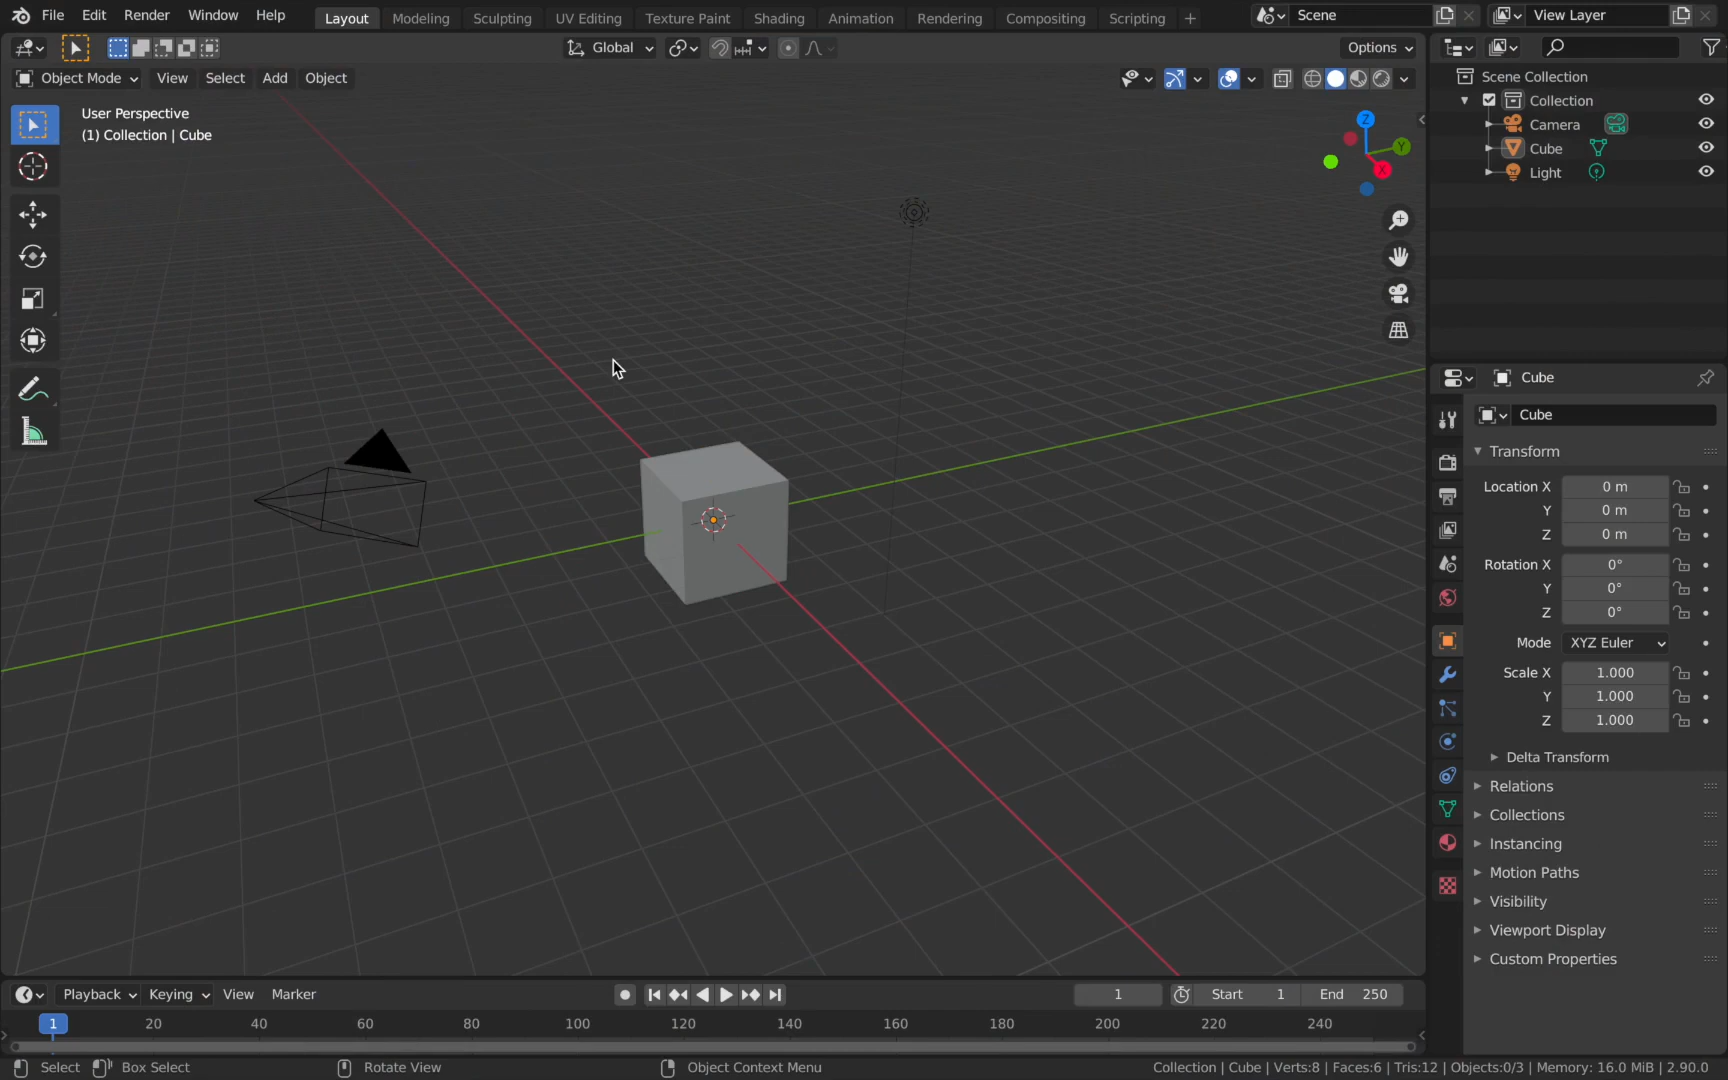 File Edit Render Window Help Layout Modeling Sculpting UV Editing Texture Paint Shading Animation Rendering Compositing Scripting + Scene View Layer
Global Options
Object Mode View Select Add Object
User Perspective
(1) Collection | Cube
Z
Y
X
Scene Collection
Collection
Camera
Cube
Light
Cube
Cube
Transform
Location X 0 m
Y 0 m
Z 0 m
Rotation X 0°
Y 0°
Z 0°
Mode XYZ Euler
Scale X 1.000
Y 1.000
Z 1.000
Delta Transform
Relations
Collections
Instancing
Motion Paths
Visibility
Viewport Display
Custom Properties
Playback Keying View Marker 1 Start 1 End 250
1 20 40 60 80 100 120 140 160 180 200 220 240
Select Box Select Rotate View Object Context Menu Collection | Cube | Verts:8 | Faces:6 | Tris:12 | Objects:0/3 | Memory: 16.0 MiB | 2.90.0